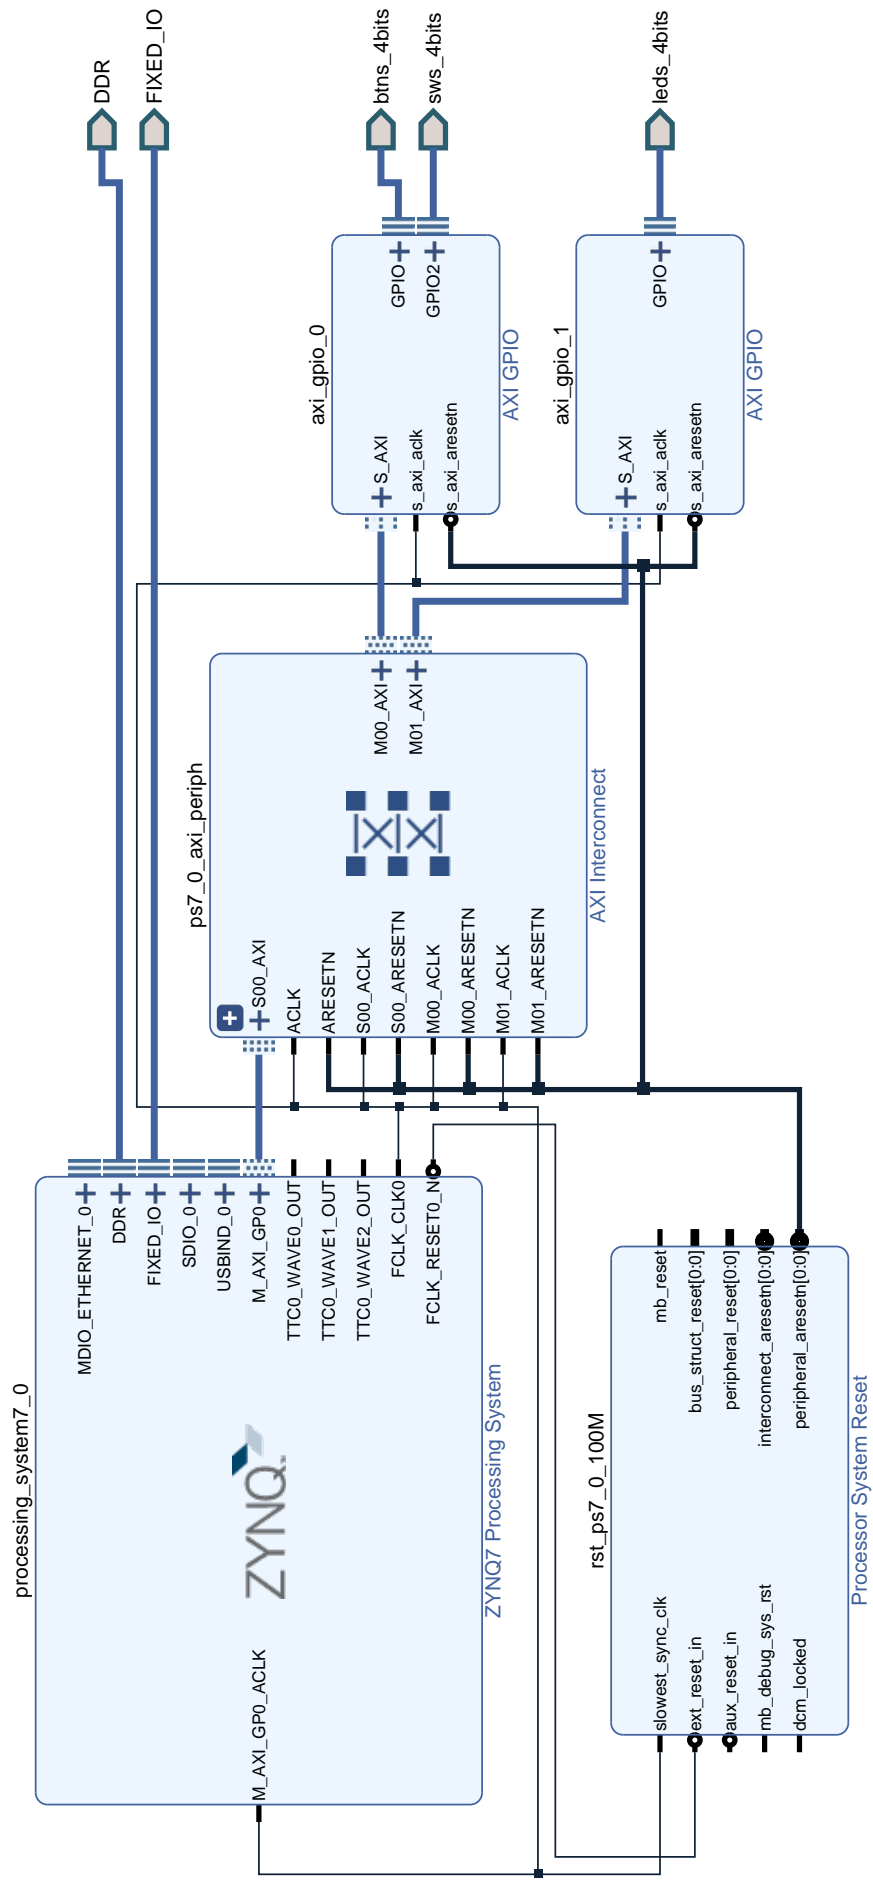 processing_system7_0
MDIO_ETHERNET_0
DDR
FIXED_IO
SDIO_0
USBIND_0
M_AXI_GP0
TTC0_WAVE0_OUT
TTC0_WAVE1_OUT
TTC0_WAVE2_OUT
FCLK_CLK0
FCLK_RESET0_N
M_AXI_GP0_ACLK
ZYNQ.
ZYNQ7 Processing System
rst_ps7_0_100M
slowest_sync_clk
ext_reset_in
aux_reset_in
mb_debug_sys_rst
dcm_locked
mb_reset
bus_struct_reset[0:0]
peripheral_reset[0:0]
interconnect_aresetn[0:0]
peripheral_aresetn[0:0]
Processor System Reset
ps7_0_axi_periph
S00_AXI
ACLK
ARESETN
S00_ACLK
S00_ARESETN
M00_ACLK
M00_ARESETN
M01_ACLK
M01_ARESETN
M00_AXI
M01_AXI
AXI Interconnect
axi_gpio_0
S_AXI
s_axi_aclk
s_axi_aresetn
GPIO
GPIO2
AXI GPIO
axi_gpio_1
S_AXI
s_axi_aclk
s_axi_aresetn
GPIO
AXI GPIO
DDR
FIXED_IO
btns_4bits
sws_4bits
leds_4bits